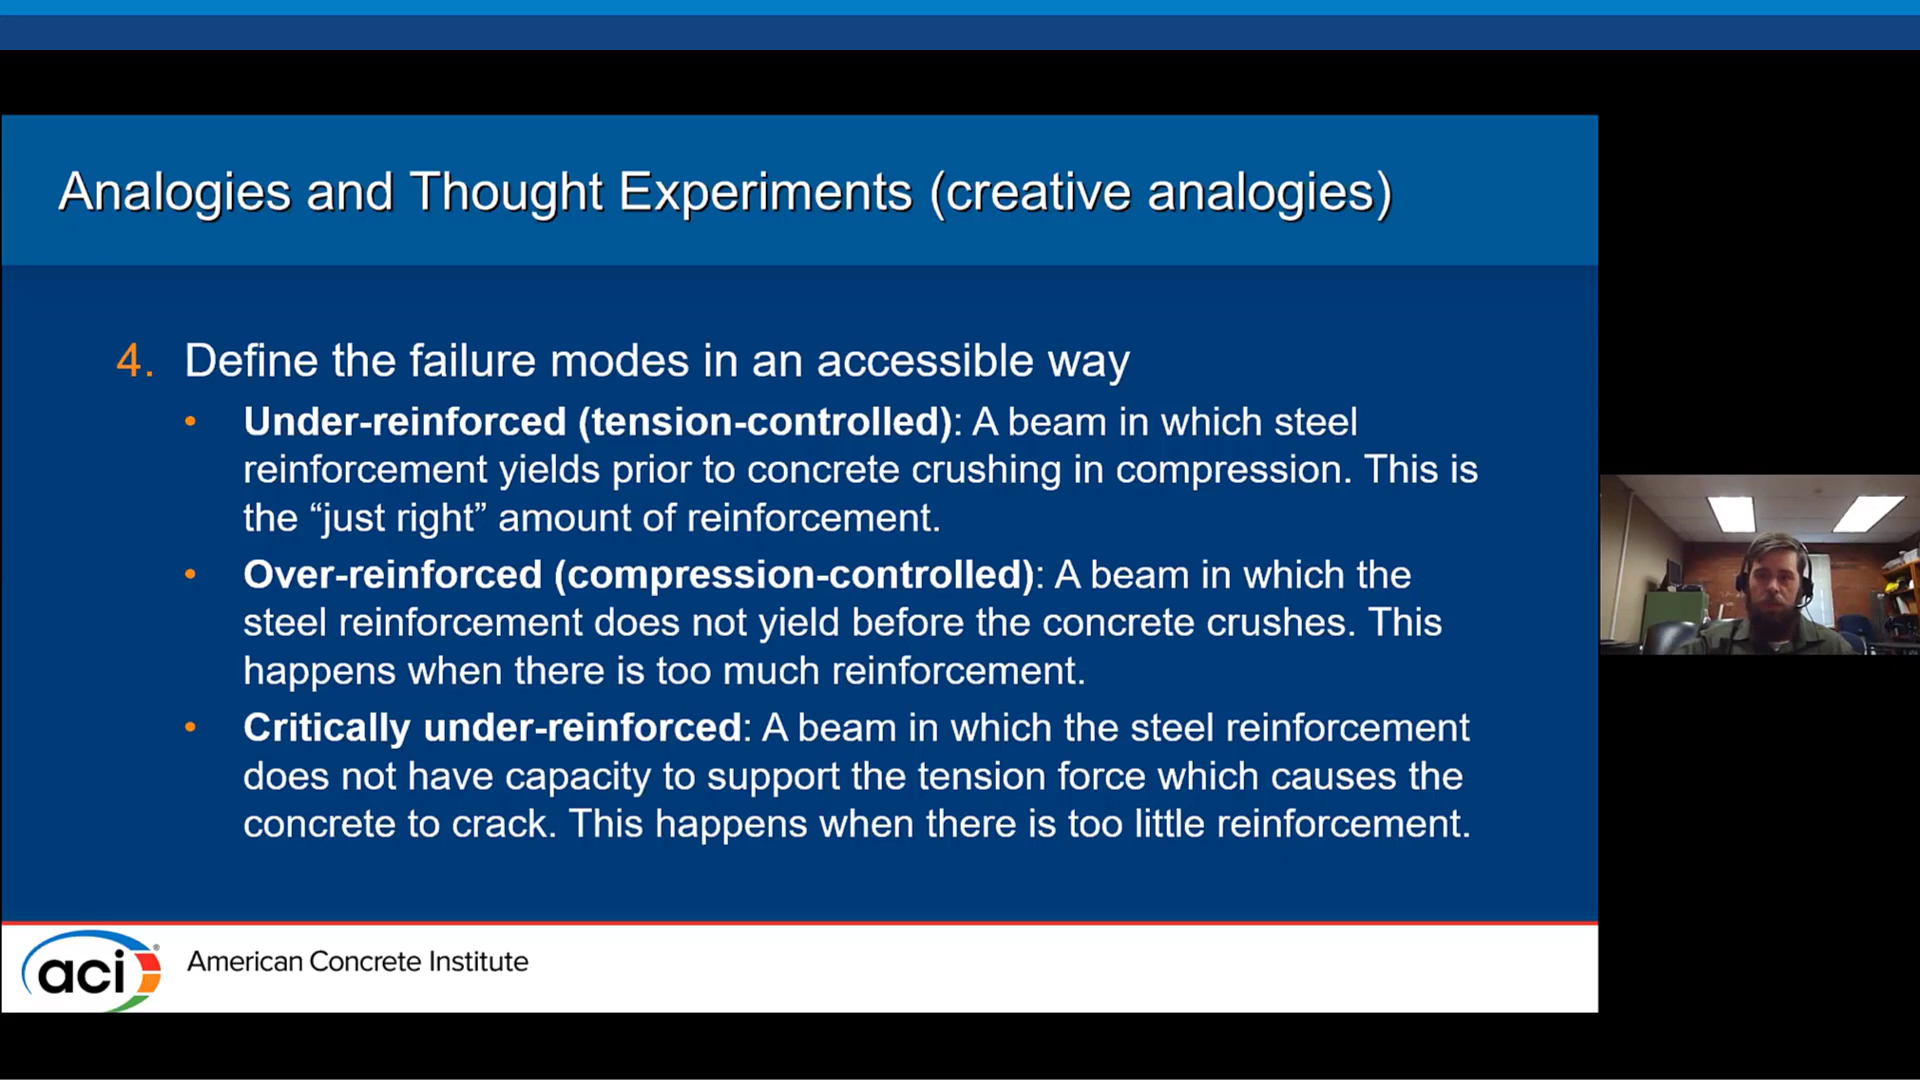 Analogies and Thought Experiments (creative analogies)
4. Define the failure modes in an accessible way
• Under-reinforced (tension-controlled): A beam in which steel
reinforcement yields prior to concrete crushing in compression. This is
the “just right” amount of reinforcement.
• Over-reinforced (compression-controlled): A beam in which the
steel reinforcement does not yield before the concrete crushes. This
happens when there is too much reinforcement.
• Critically under-reinforced: A beam in which the steel reinforcement
does not have capacity to support the tension force which causes the
concrete to crack. This happens when there is too little reinforcement.
aci®
American Concrete Institute